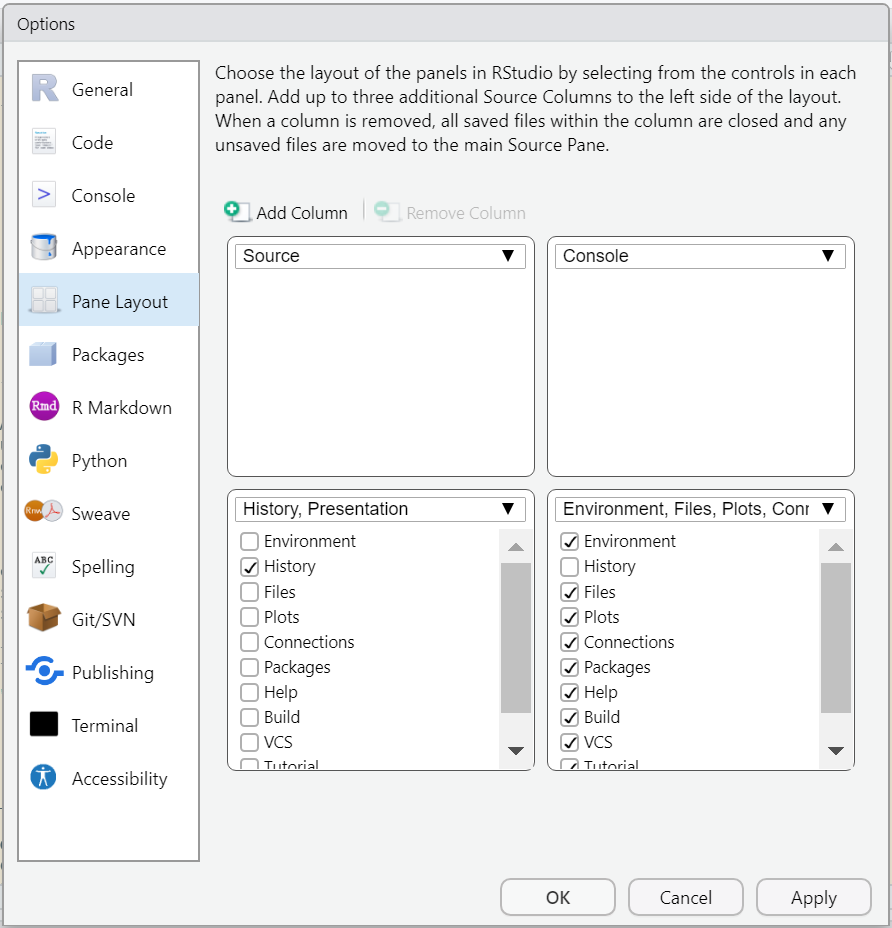 Options
General
Code
Console
Appearance
Pane Layout
Packages
Rmd R Markdown
Python
Rnw Sweave
ABC Spelling
Git/SVN
Publishing
Terminal
Accessibility
Choose the layout of the panels in RStudio by selecting from the controls in each
panel. Add up to three additional Source Columns to the left side of the layout.
When a column is removed, all saved files within the column are closed and any
unsaved files are moved to the main Source Pane.
Add Column
Remove Column
Source
Console
History, Presentation
Environment
History
Files
Plots
Connections
Packages
Help
Build
VCS
Tutorial
Environment, Files, Plots, Conr
Environment
History
Files
Plots
Connections
Packages
Help
Build
VCS
Tutorial
OK
Cancel
Apply